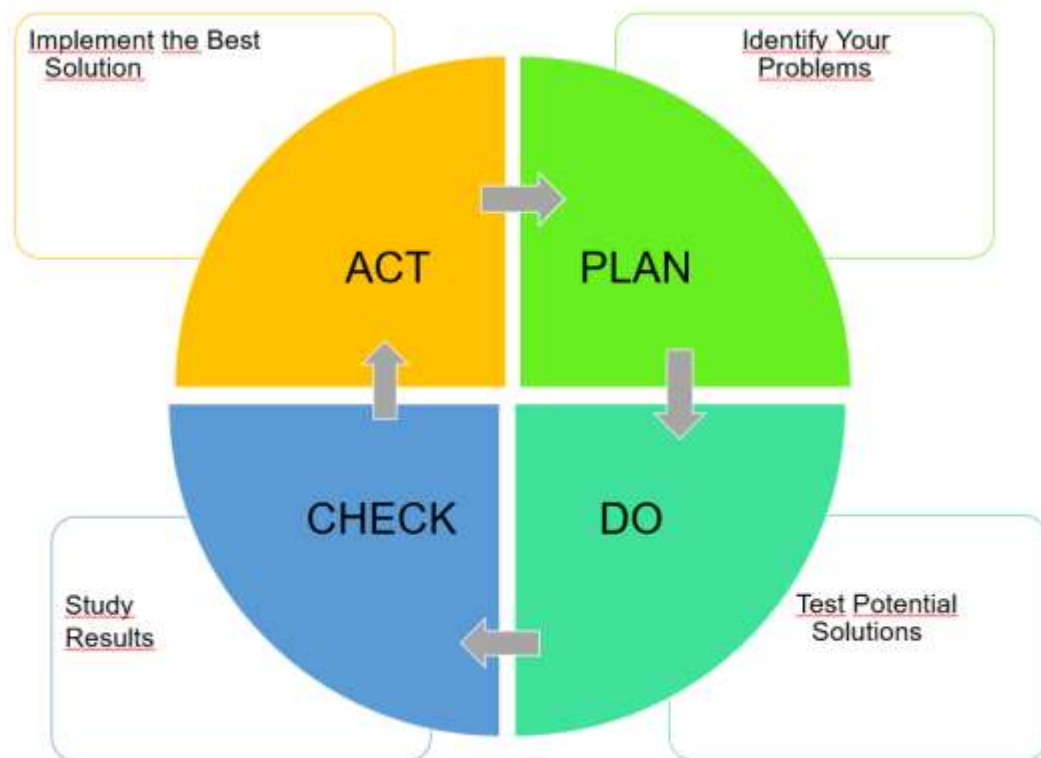 Implement the Best
Solution
Identify Your
Problems
ACT
PLAN
CHECK
DO
Study
Results
Test Potential
Solutions